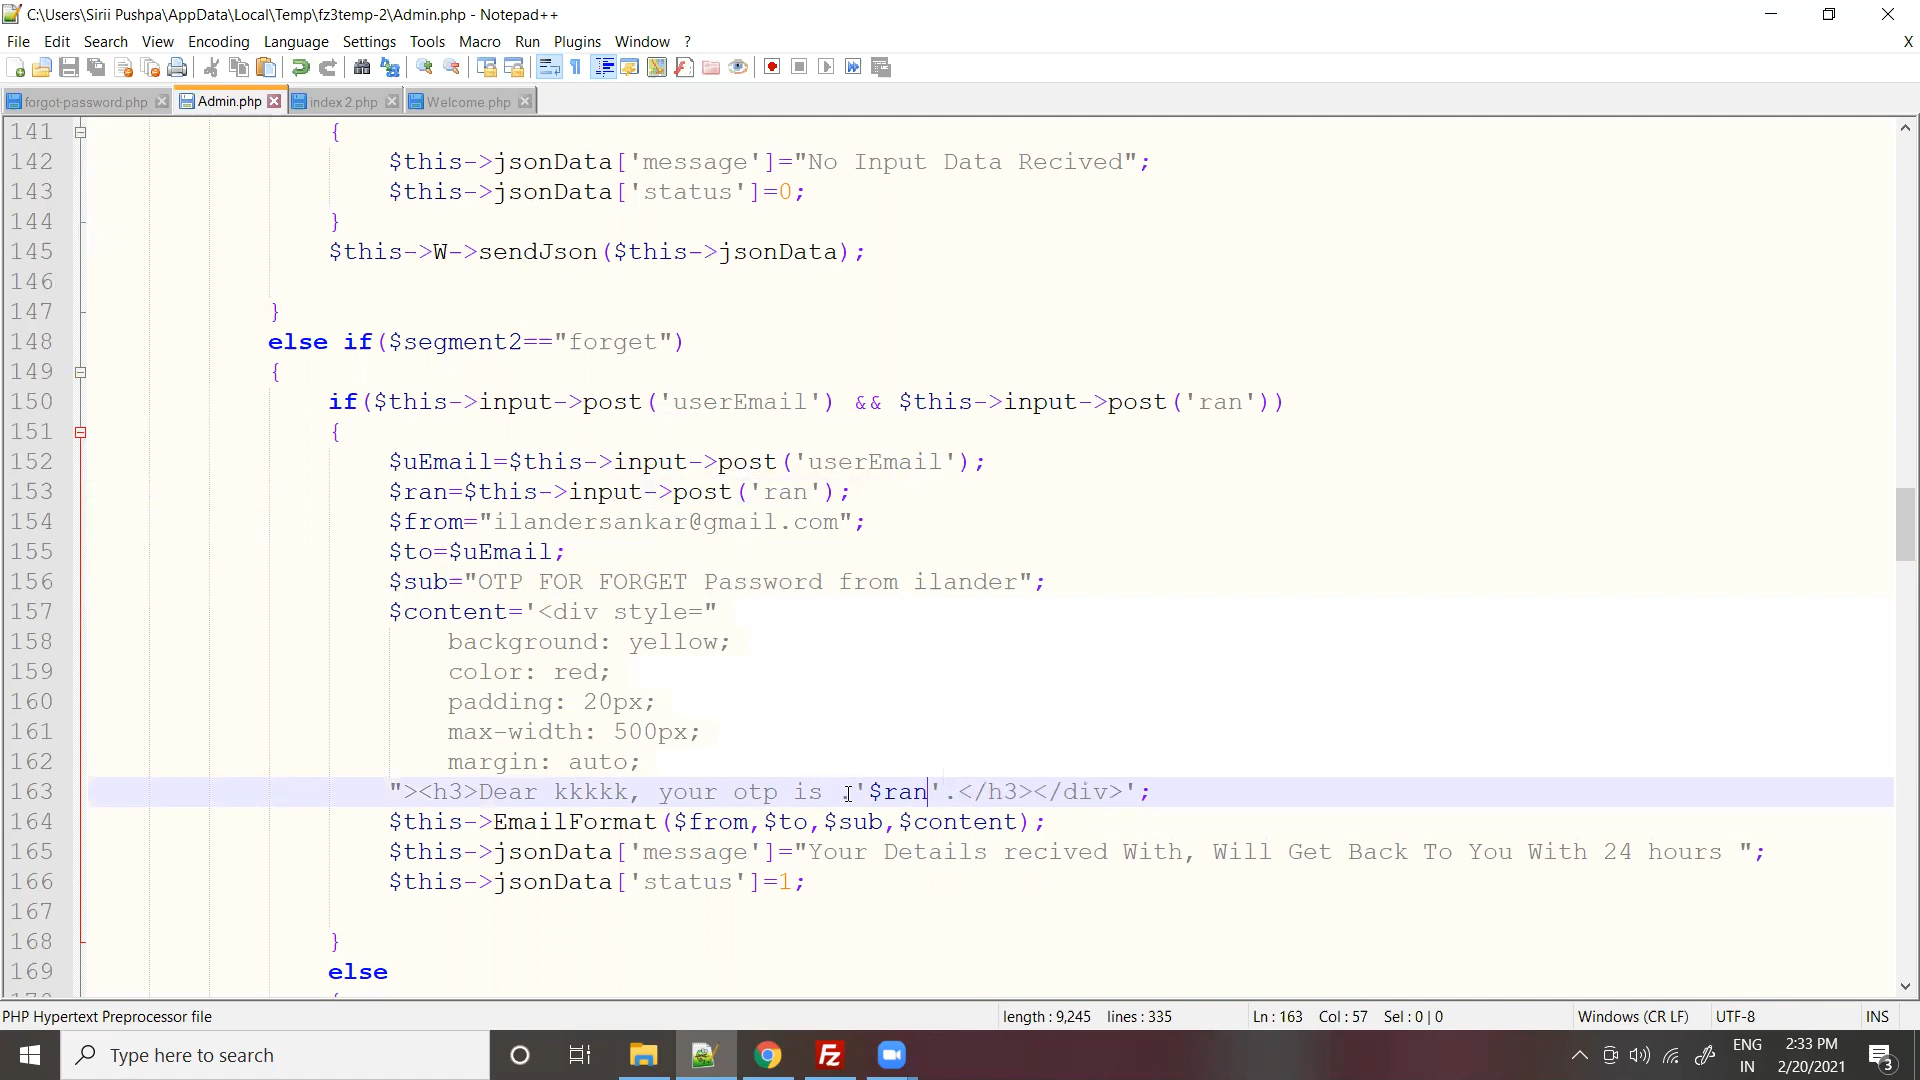 C:\Users\Sirii Pushpa\AppData\Local\Temp\fz3temp-2\Admin.php - Notepad++
File Edit Search View Encoding Language Settings Tools Macro Run Plugins Window ? X
forgot-password.php Admin.php index 2.php Welcome.php
141 {
142 $this->jsonData['message']="No Input Data Recived";
143 $this->jsonData['status']=0;
144 }
145 $this->W->sendJson($this->jsonData);
146
147 }
148 else if($segment2=="forget")
149 {
150 if($this->input->post('userEmail') && $this->input->post('ran'))
151 {
152 $uEmail=$this->input->post('userEmail');
153 $ran=$this->input->post('ran');
154 $from="ilandersankar@gmail.com";
155 $to=$uEmail;
156 $sub="OTP FOR FORGET Password from ilander";
157 $content='<div style="
158 background: yellow;
159 color: red;
160 padding: 20px;
161 max-width: 500px;
162 margin: auto;
163 "><h3>Dear kkkkk, your otp is .'$ran'.</h3></div>';
164 $this->EmailFormat($from,$to,$sub,$content);
165 $this->jsonData['message']="Your Details recived With, Will Get Back To You With 24 hours ";
166 $this->jsonData['status']=1;
167
168 }
169 else
PHP Hypertext Preprocessor file length : 9,245 lines : 335 Ln : 163 Col : 57 Sel : 0 | 0 Windows (CR LF) UTF-8 INS
Type here to search
ENG
IN
2:33 PM
2/20/2021
3